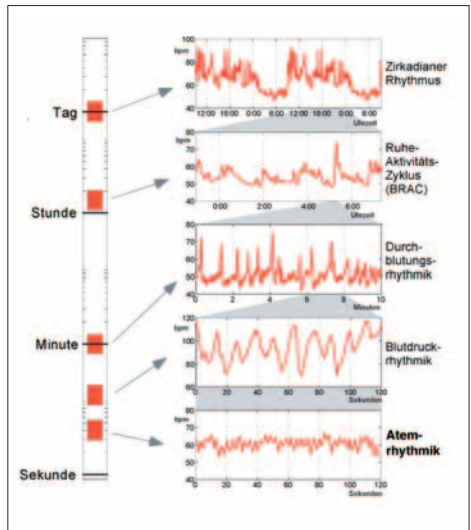 Tag
Stunde
Minute
Sekunde
bpm
100
80
60
40
12:00 18:00 0:00 6:00 12:00 18:00 0:00 6:00
Uhrzeit
Zirkadianer
Rhythmus
80
bpm
70
60
50
40
0:00 2:00 4:00 6:00
Uhrzeit
Ruhe-
Aktivitäts-
Zyklus
(BRAC)
80
bpm
70
60
50
40
0 2 4 6 8 10
Minuten
Durch-
blutungs-
rhythmik
120
bpm
100
80
60
0 20 40 60 80 100 120
Sekunden
Blutdruck-
rhythmik
80
bpm
70
60
50
40
0 20 40 60 80 100 120
Sekunden
Atem-
rhythmik